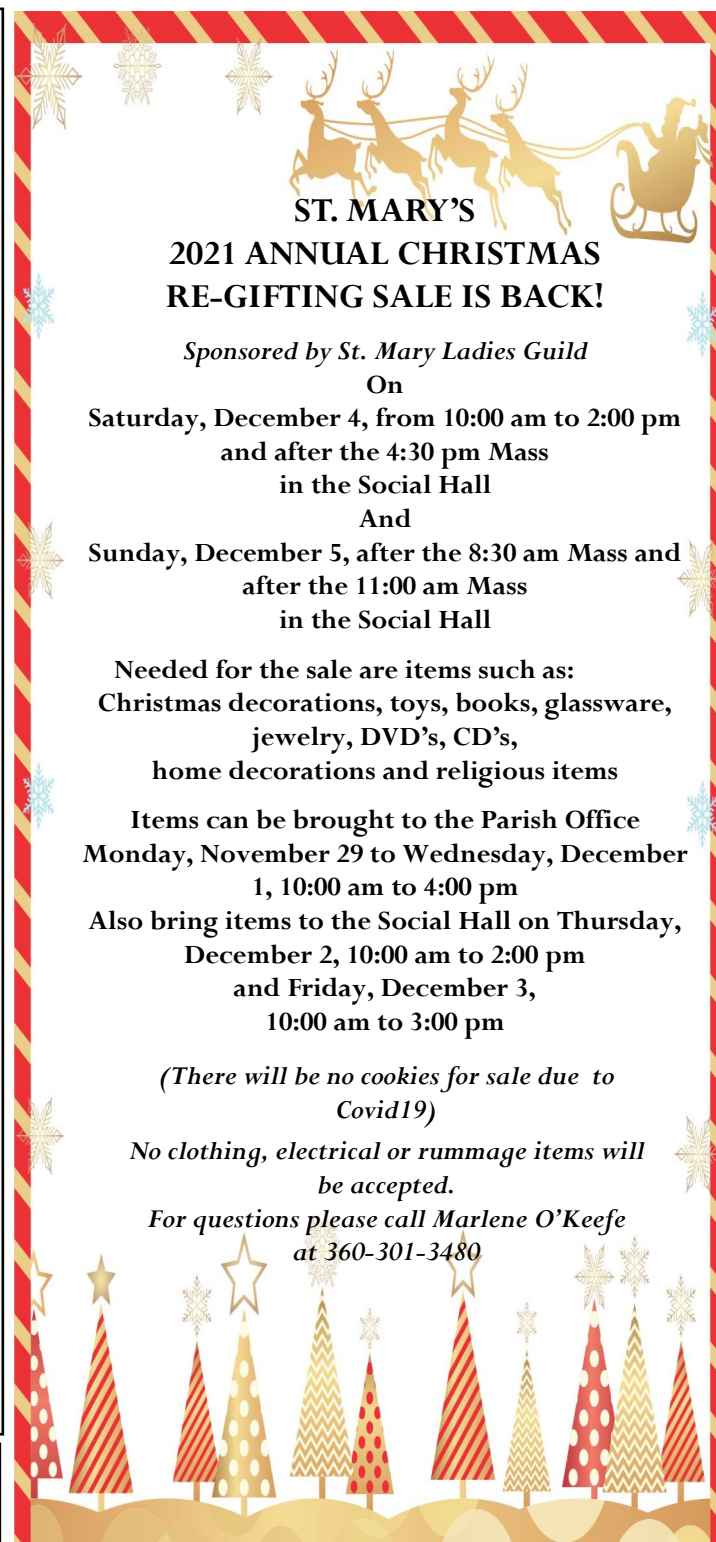 ST. MARY’S
2021 ANNUAL CHRISTMAS
RE-GIFTING SALE IS BACK!
Sponsored by St. Mary Ladies Guild
On
Saturday, December 4, from 10:00 am to 2:00 pm
and after the 4:30 pm Mass
in the Social Hall
And
Sunday, December 5, after the 8:30 am Mass and
after the 11:00 am Mass
in the Social Hall
Needed for the sale are items such as:
Christmas decorations, toys, books, glassware,
jewelry, DVD’s, CD’s,
home decorations and religious items
Items can be brought to the Parish Office
Monday, November 29 to Wednesday, December
1, 10:00 am to 4:00 pm
Also bring items to the Social Hall on Thursday,
December 2, 10:00 am to 2:00 pm
and Friday, December 3,
10:00 am to 3:00 pm
(There will be no cookies for sale due to
Covid19)
No clothing, electrical or rummage items will
be accepted.
For questions please call Marlene O’Keefe
at 360-301-3480